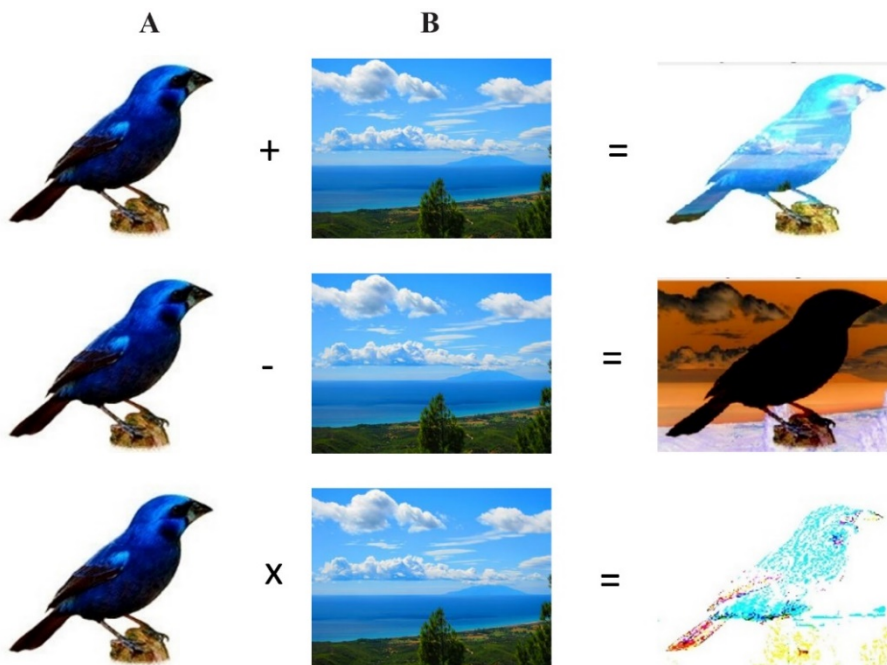 A B
+ =
- =
x =